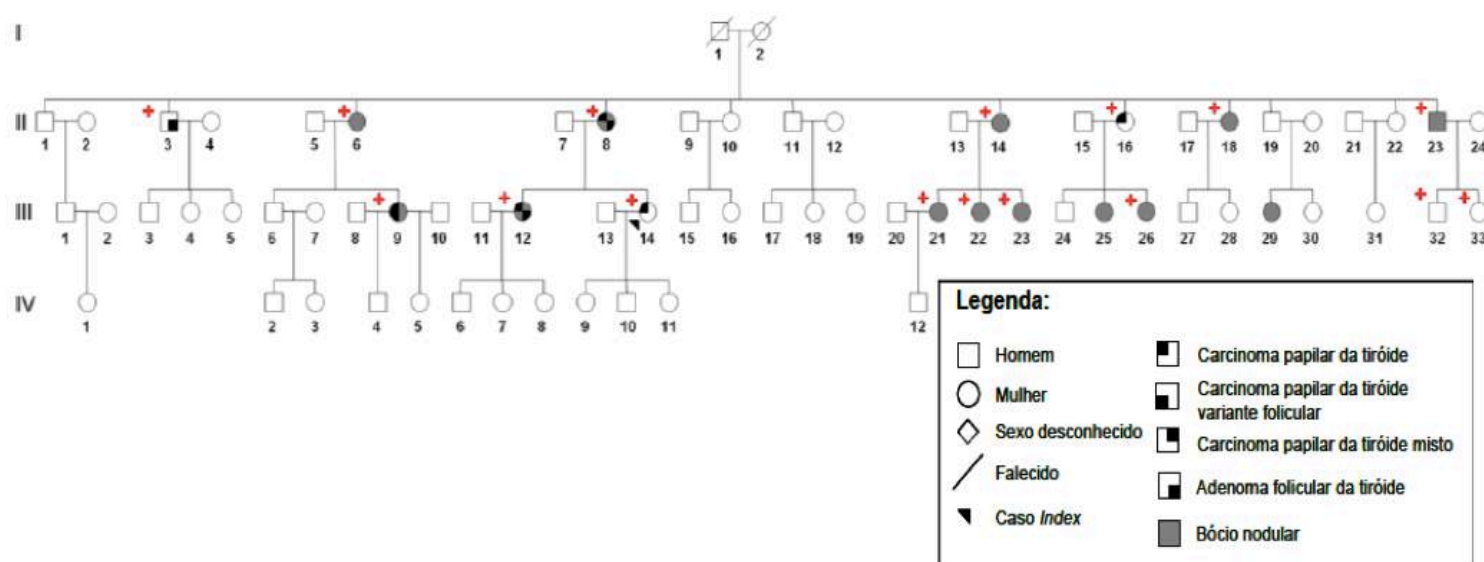 I
1 2
II
1 2 3 4 5 6 7 8 9 10 11 12 13 14 15 16 17 18 19 20 21 22 23 24
III
1 2 3 4 5 6 7 8 9 10 11 12 13 14 15 16 17 18 19 20 21 22 23 24 25 26 27 28 29 30 31 32 33
IV
1 2 3 4 5 6 7 8 9 10 11 12
Legenda:
Homem
Mulher
Sexo desconhecido
Falecido
Caso Index
Carcinoma papilar da tiróide
Carcinoma papilar da tiróide
variante folicular
Carcinoma papilar da tiróide misto
Adenoma folicular da tiróide
Bócio nodular